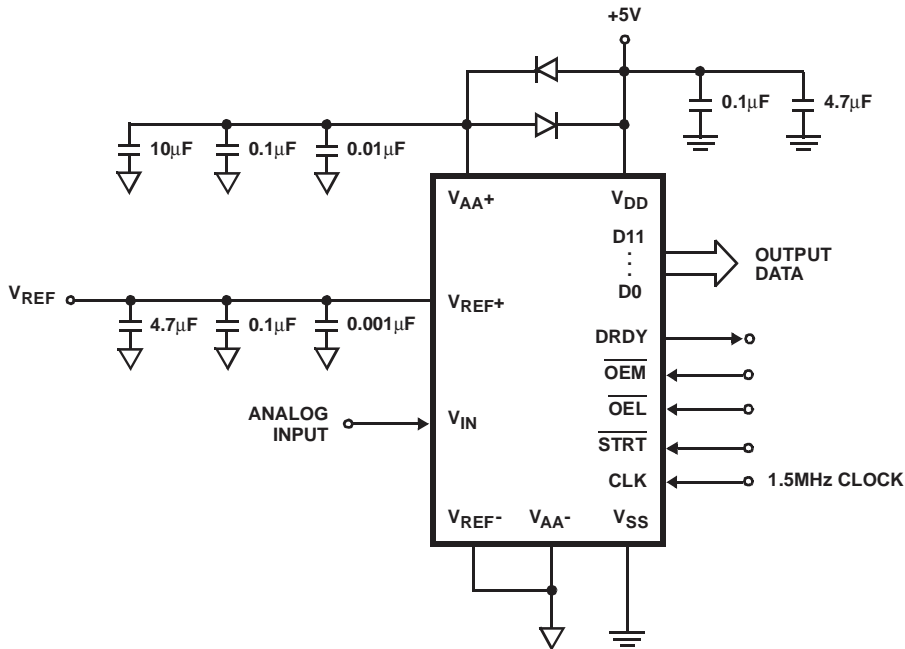 +5V
0.1µF
4.7µF
10µF
0.1µF
0.01µF
VAA+
VDD
D11
D0
OUTPUT
DATA
VREF
VREF+
4.7µF
0.1µF
0.001µF
DRDY
OEM
ANALOG
INPUT
VIN
OEL
STRT
CLK
1.5MHz CLOCK
VREF-
VAA-
VSS